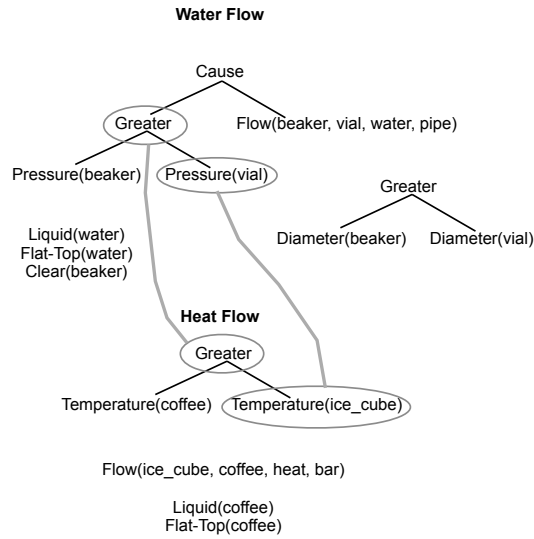 Water Flow
Cause
Greater
Flow(beaker, vial, water, pipe)
Pressure(beaker)
Pressure(vial)
Greater
Diameter(beaker)
Diameter(vial)
Liquid(water)
Flat-Top(water)
Clear(beaker)
Heat Flow
Greater
Temperature(coffee)
Temperature(ice_cube)
Flow(ice_cube, coffee, heat, bar)
Liquid(coffee)
Flat-Top(coffee)